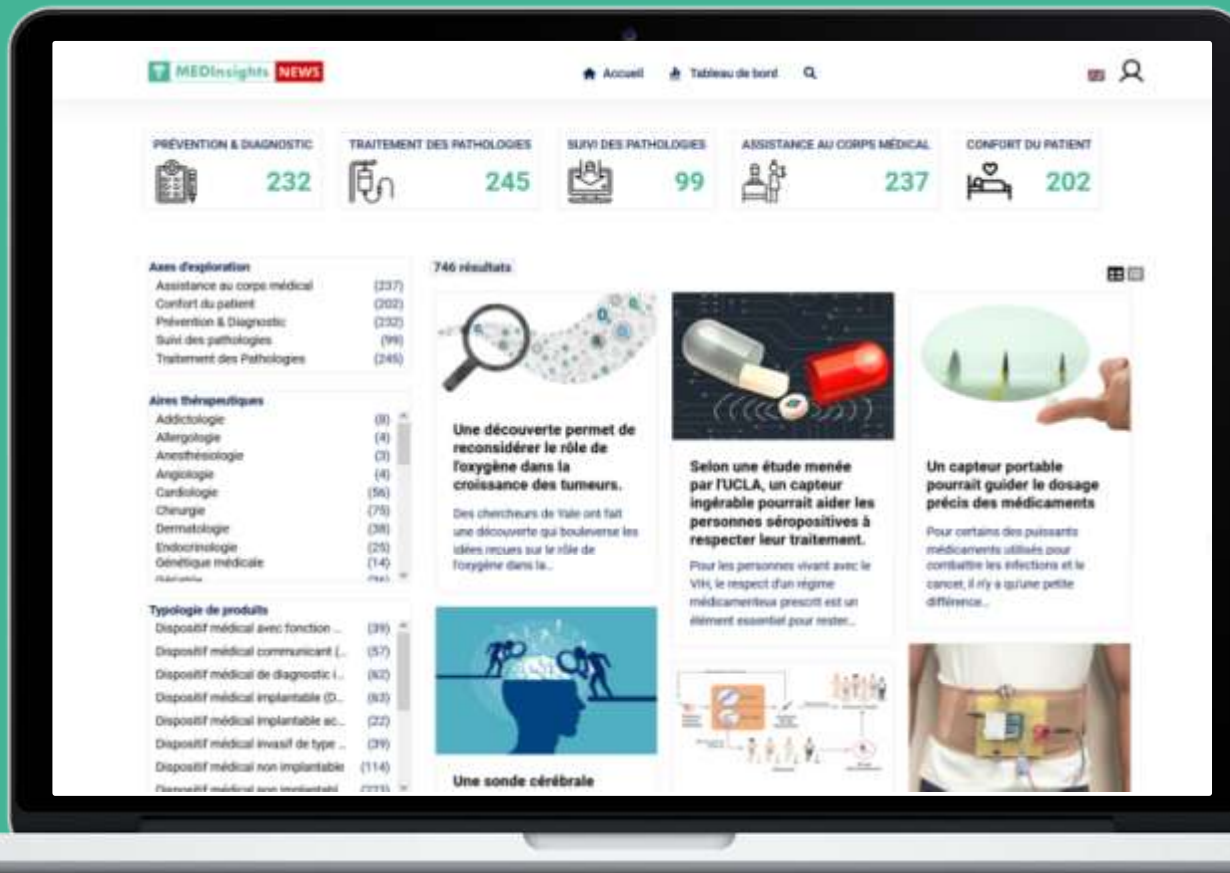 MEDInsights NEWS
Accueil
Tableau de bord
PRÉVENTION & DIAGNOSTIC
232
TRAITEMENT DES PATHOLOGIES
245
SUIVI DES PATHOLOGIES
99
ASSISTANCE AU CORPS MÉDICAL
237
CONFORT DU PATIENT
202
Axes d'exploration
Assistance au corps médical (237)
Confort du patient (202)
Prévention & Diagnostic (232)
Suivi des pathologies (99)
Traitement des Pathologies (245)
Aires thérapeutiques
Addictologie (8)
Allergologie (4)
Anesthésiologie (3)
Angiologie (4)
Cardiologie (56)
Chirurgie (75)
Dermatologie (38)
Endocrinologie (25)
Génétique médicale (14)
Typologie de produits
Dispositif médical avec fonction ... (39)
Dispositif médical communicant (... (57)
Dispositif médical de diagnostic i... (62)
Dispositif médical implantable (D... (63)
Dispositif médical implantable ac... (22)
Dispositif médical invasif de type ... (39)
Dispositif médical non implantable (114)
Dispositif médical non implantabl...
746 résultats
Une découverte permet de
reconsidérer le rôle de
l'oxygène dans la
croissance des tumeurs.
Des chercheurs de Yale ont fait
une découverte qui bouleverse les
idées reçues sur le rôle de
l'oxygène dans la...
Selon une étude menée
par l'UCLA, un capteur
ingérable pourrait aider les
personnes séropositives à
respecter leur traitement.
Pour les personnes vivant avec le
VIH, le respect d'un régime
médicamenteux prescrit est un
élément essentiel pour rester...
Un capteur portable
pourrait guider le dosage
précis des médicaments
Pour certains des puissants
médicaments utilisés pour
combattre les infections et le
cancer, il n'y a qu'une petite
différence...
Une sonde cérébrale